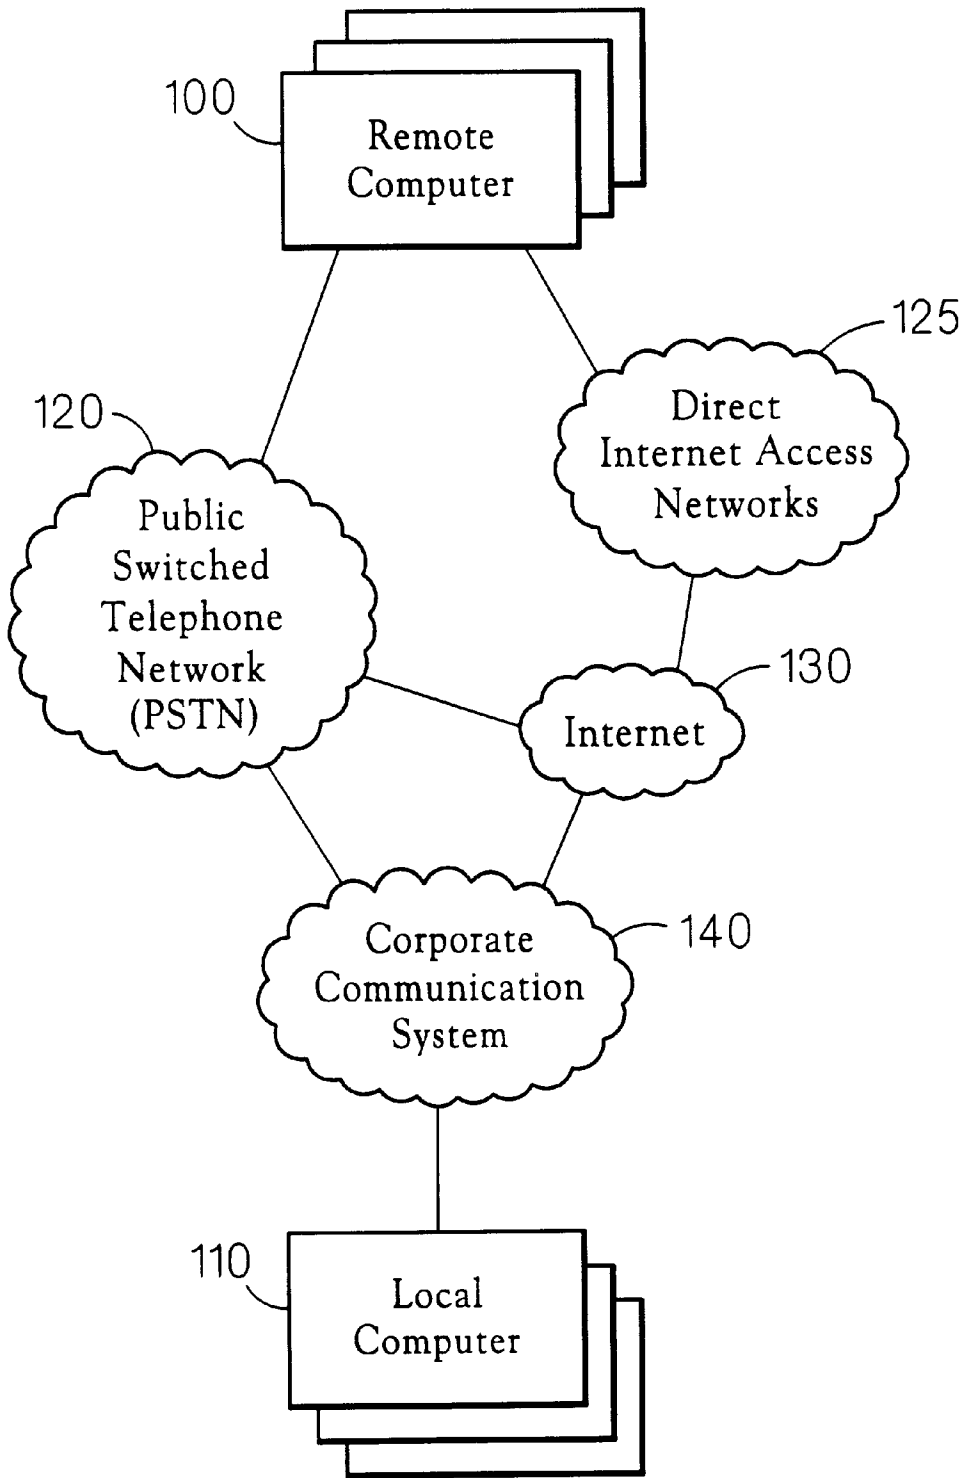 100
Remote
Computer
125
Direct
Internet Access
Networks
120
Public
Switched
Telephone
Network
(PSTN)
130
Internet
140
Corporate
Communication
System
110
Local
Computer